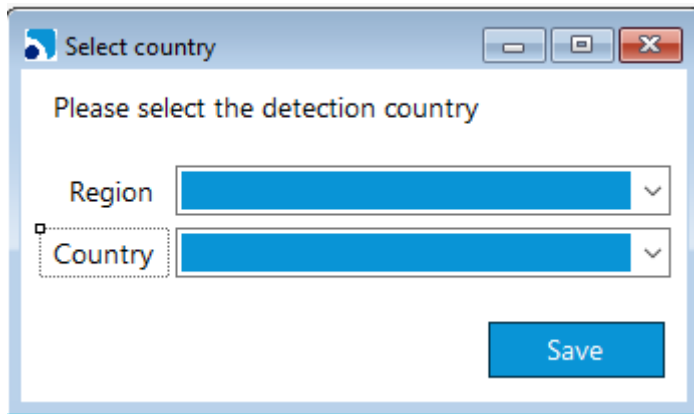 Select country
Please select the detection country
Region
Country
Save